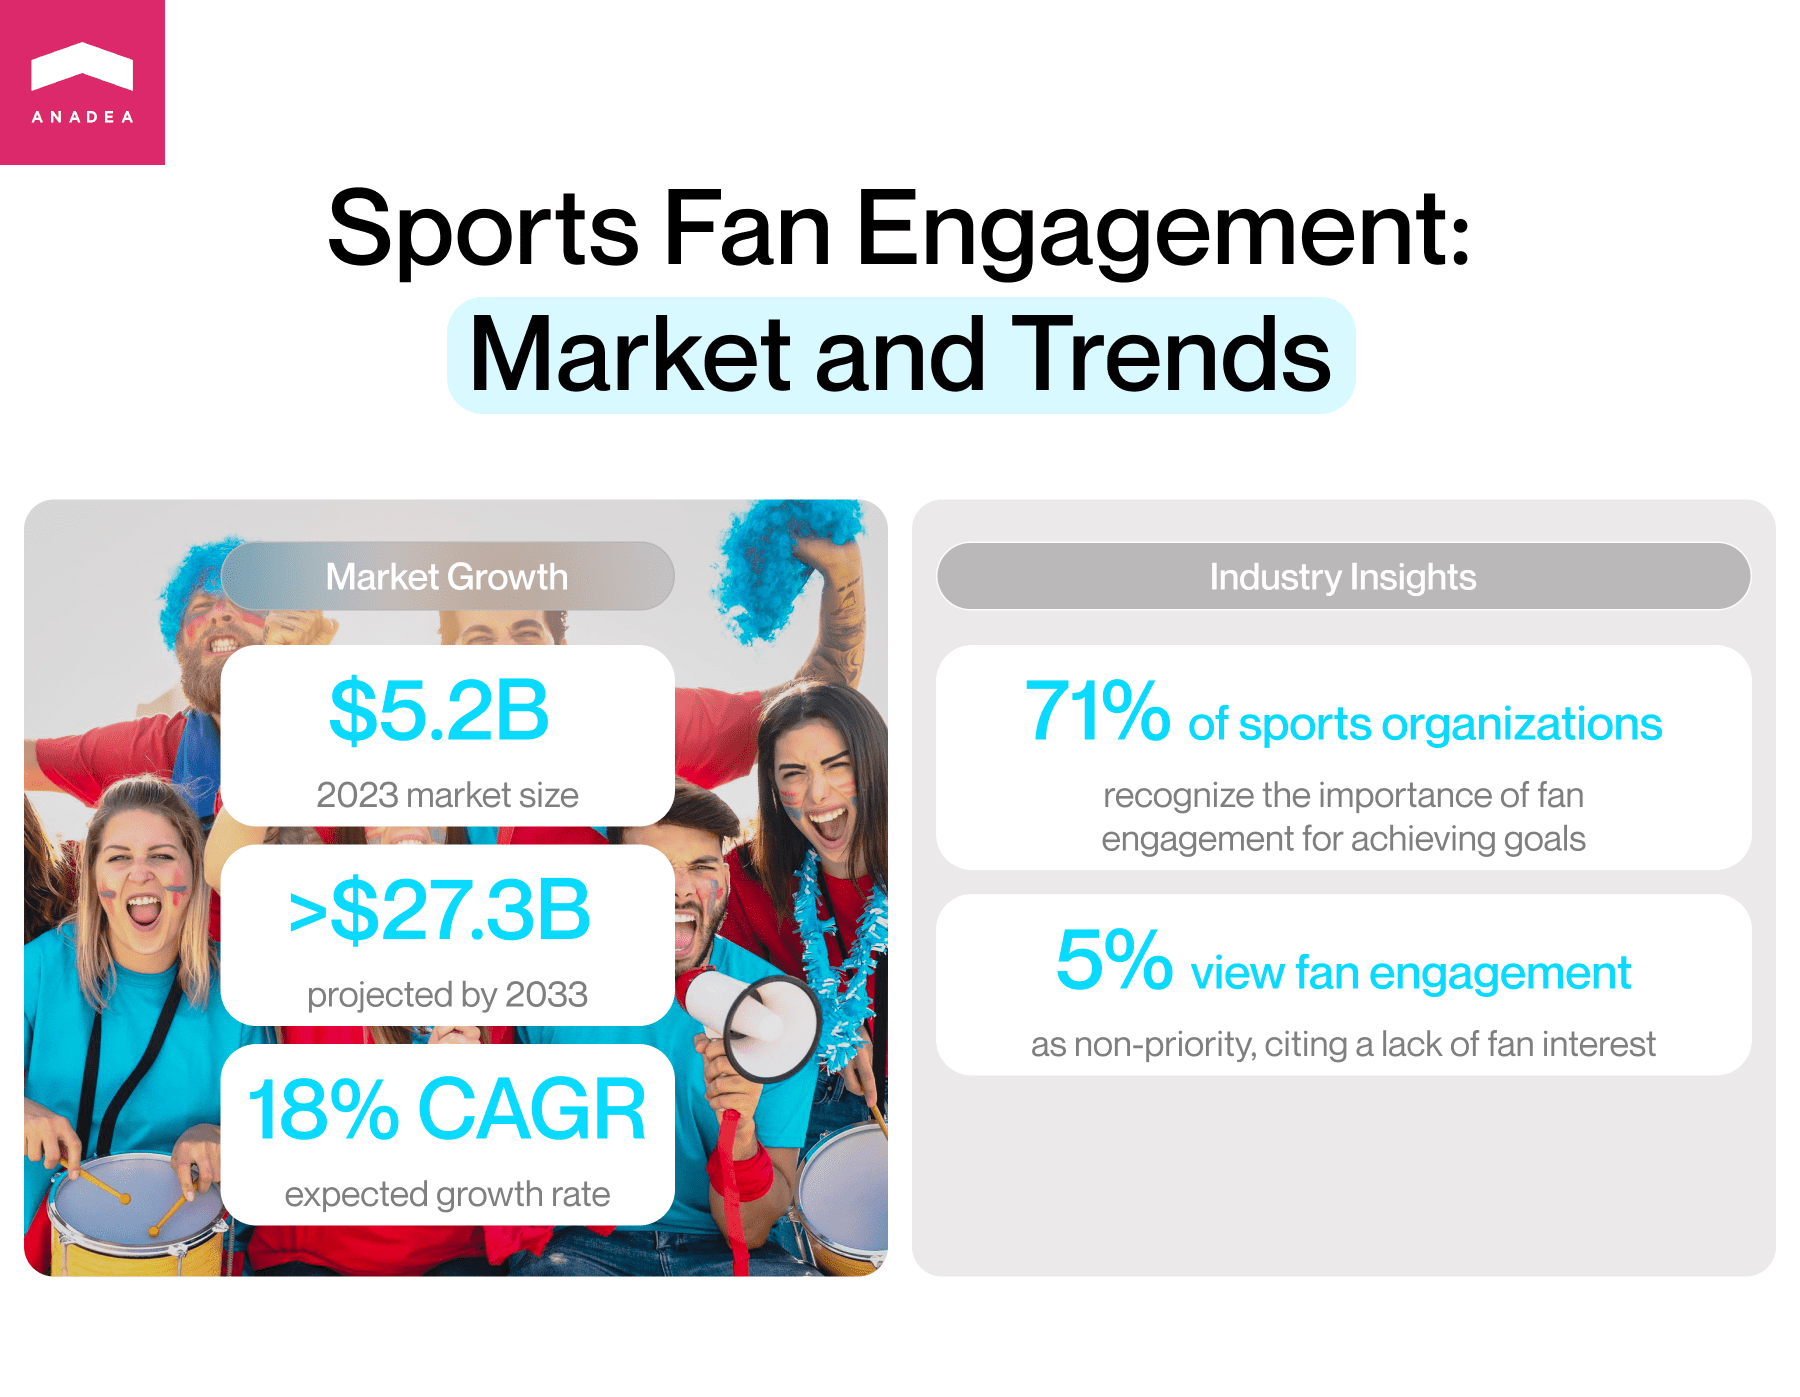 ANADEA
Sports Fan Engagement:
Market and Trends
Market Growth
$5.2B
2023 market size
>$27.3B
projected by 2033
18% CAGR
expected growth rate
Industry Insights
71% of sports organizations
recognize the importance of fan
engagement for achieving goals
5% view fan engagement
as non-priority, citing a lack of fan interest